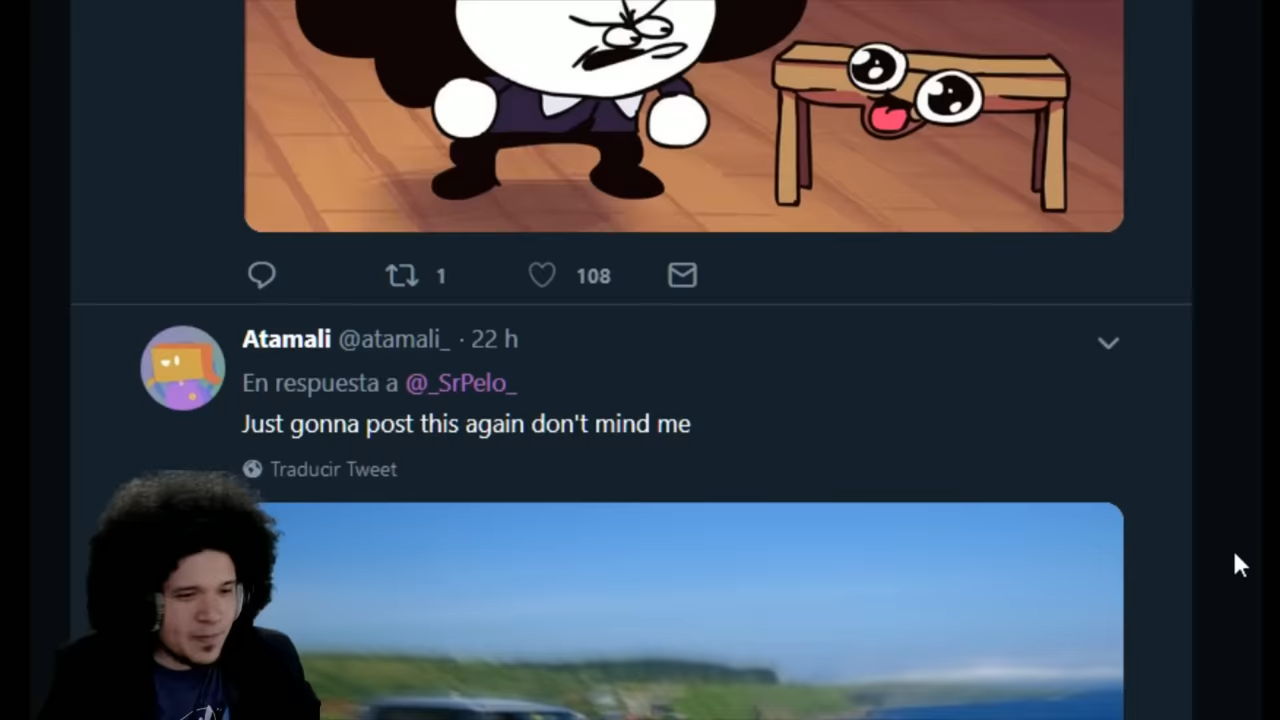 1 108
Atamali @atamali_ · 22 h
En respuesta a @_SrPelo_
Just gonna post this again don't mind me
Traducir Tweet